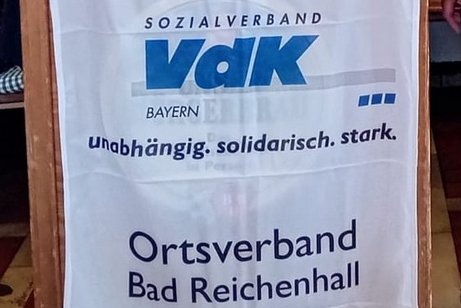 SOZIALVERBAND
VdK
BAYERN
unabhängig. solidarisch. stark.
Ortsverband
Bad Reichenhall